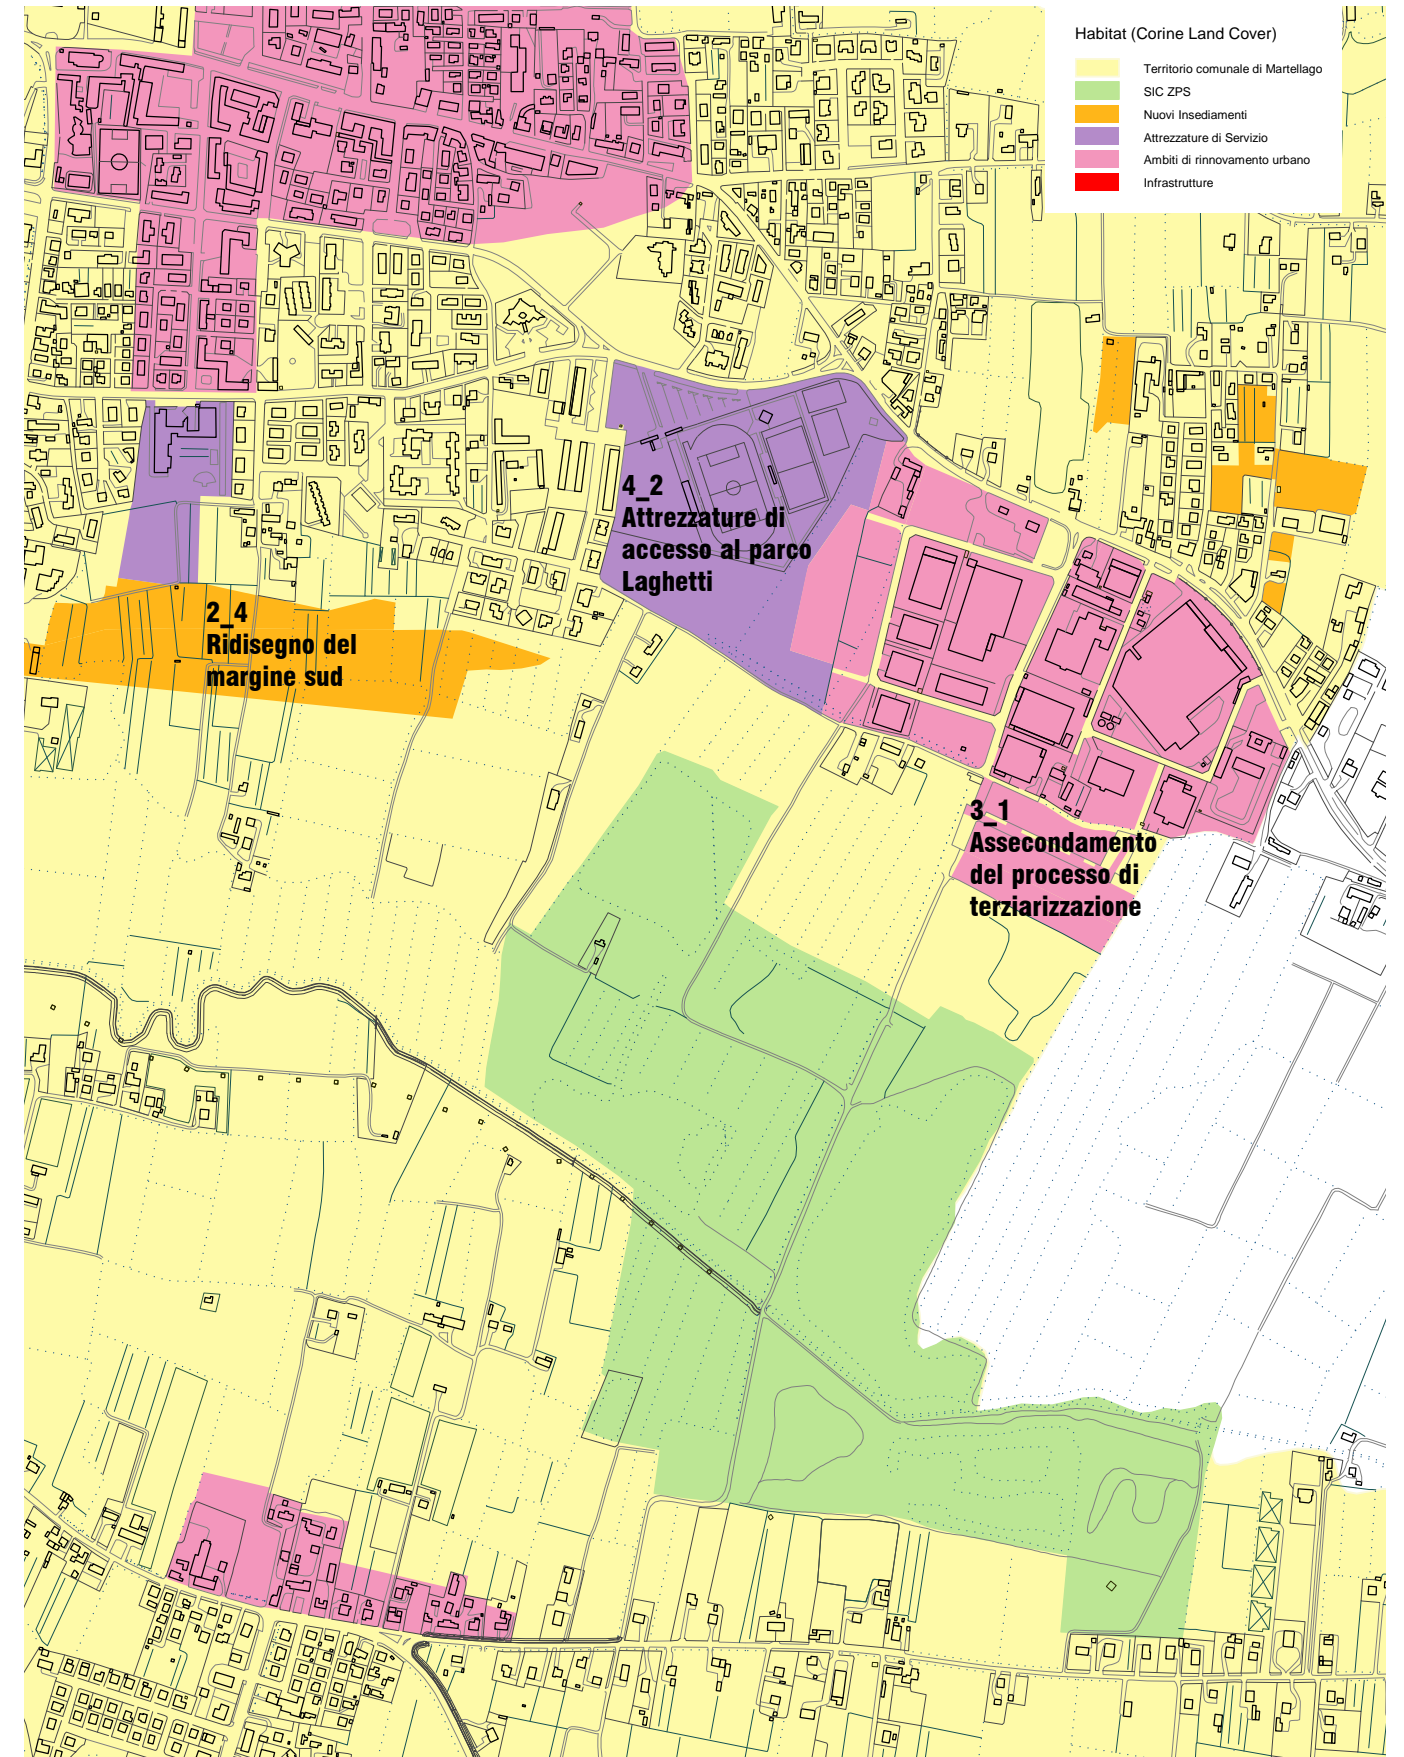 Habitat (Corine Land Cover)
Territorio comunale di Martellago
SIC ZPS
Nuovi Insediamenti
Attrezzature di Servizio
Ambiti di rinnovamento urbano
Infrastrutture
4_2
Attrezzature di
accesso al parco
Laghetti
2_4
Ridisegno del
margine sud
3_1
Assecondamento
del processo di
terziarizzazione